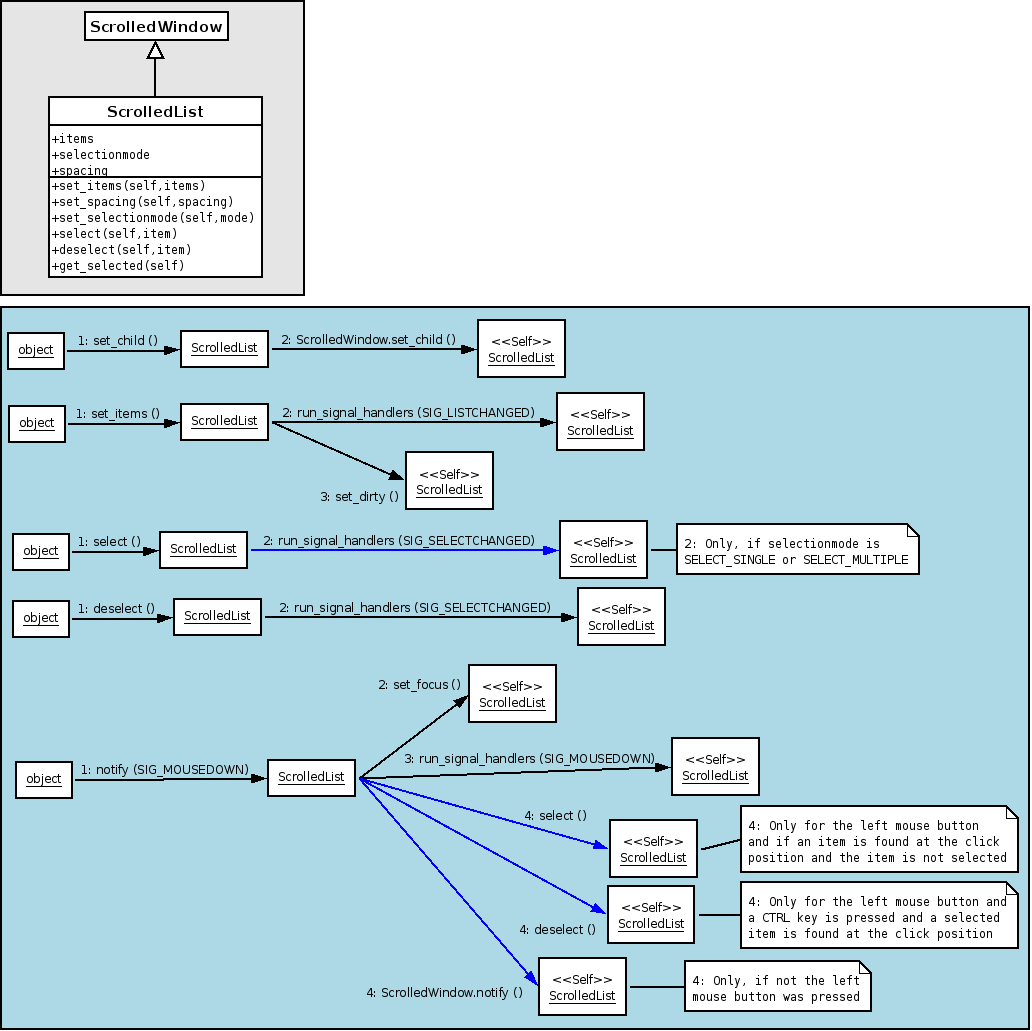 ScrolledWindow
ScrolledList
+items
+selectionmode
+spacing
+set_items(self,items)
+set_spacing(self,spacing)
+set_selectionmode(self,mode)
+select(self,item)
+deselect(self,item)
+get_selected(self)
object
1: set_child ()
ScrolledList
2: ScrolledWindow.set_child ()
<<Self>>
ScrolledList
object
1: set_items ()
ScrolledList
2: run_signal_handlers (SIG_LISTCHANGED)
<<Self>>
ScrolledList
3: set_dirty ()
<<Self>>
ScrolledList
object
1: select ()
ScrolledList
2: run_signal_handlers (SIG_SELECTCHANGED)
<<Self>>
ScrolledList
2: Only, if selectionmode is
SELECT_SINGLE or SELECT_MULTIPLE
object
1: deselect ()
ScrolledList
2: run_signal_handlers (SIG_SELECTCHANGED)
<<Self>>
ScrolledList
object
1: notify (SIG_MOUSEDOWN)
ScrolledList
2: set_focus ()
<<Self>>
ScrolledList
3: run_signal_handlers (SIG_MOUSEDOWN)
<<Self>>
ScrolledList
4: select ()
<<Self>>
ScrolledList
4: Only for the left mouse button
and if an item is found at the click
position and the item is not selected
4: deselect ()
<<Self>>
ScrolledList
4: Only for the left mouse button and
a CTRL key is pressed and a selected
item is found at the click position
4: ScrolledWindow.notify ()
<<Self>>
ScrolledList
4: Only, if not the left
mouse button was pressed